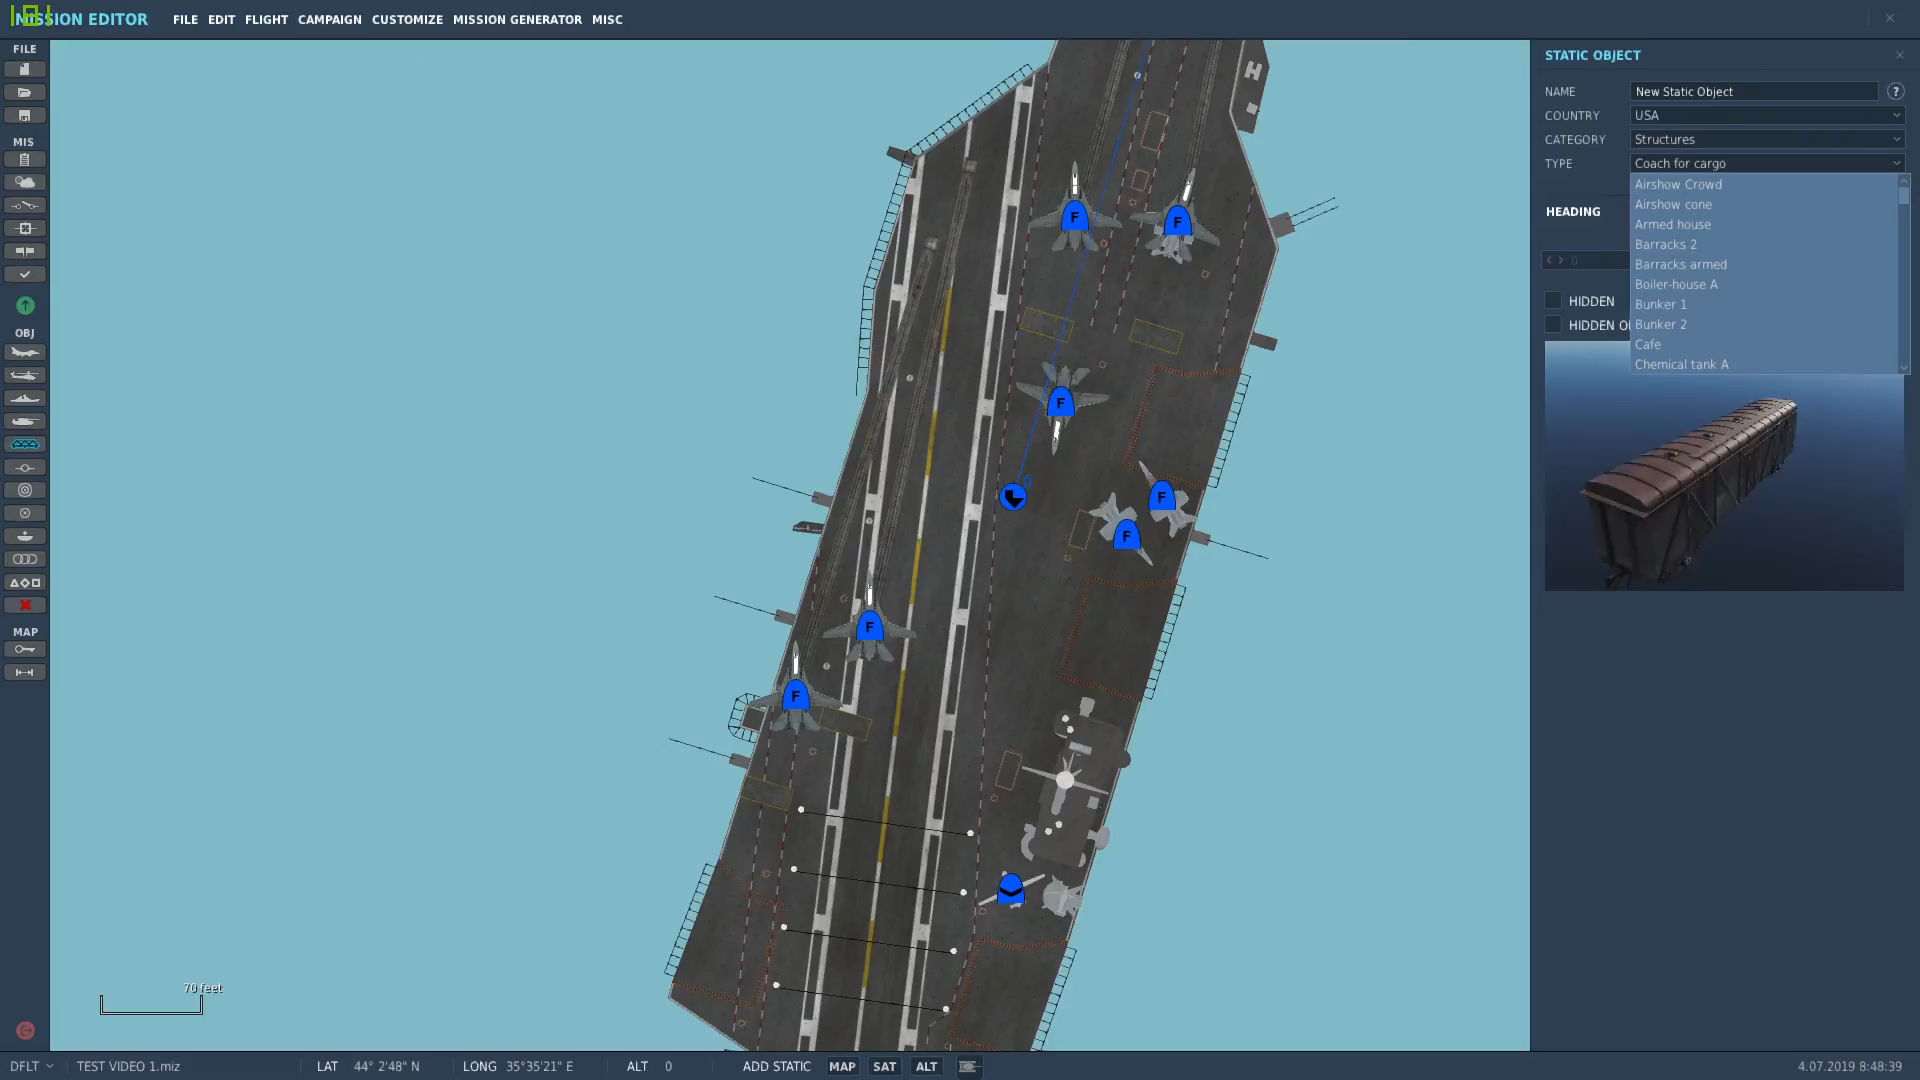 MISSION EDITOR
FILE EDIT FLIGHT CAMPAIGN CUSTOMIZE MISSION GENERATOR MISC
FILE
MIS
OBJ
MAP
STATIC OBJECT
NAME New Static Object ?
COUNTRY USA
CATEGORY Structures
TYPE Coach for cargo
Airshow Crowd
Airshow cone
Armed house
Barracks 2
Barracks armed
Boiler-house A
Bunker 1
Bunker 2
Cafe
Chemical tank A
HEADING
0
HIDDEN
HIDDEN O
H
F F
F
0
F
F
F
F
70 feet
DFLT TEST VIDEO 1.miz LAT 44° 2'48" N LONG 35°35'21" E ALT 0 ADD STATIC MAP SAT ALT 4.07.2019 8:48:39